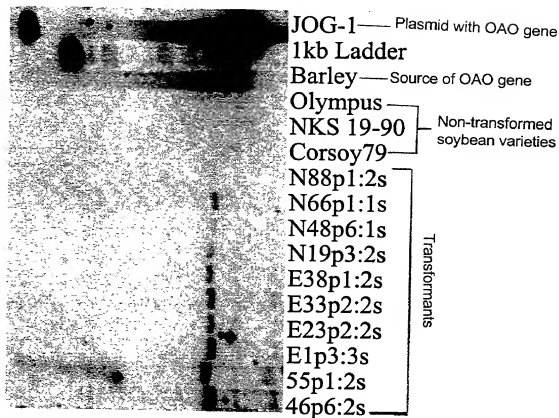 JOG-1 Plasmid with OAO gene
1kb Ladder
Barley Source of OAO gene
Olympus
NKS 19-90
Corsoy79
Non-transformed
soybean varieties
N88p1:2s
N66p1:1s
N48p6:1s
N19p3:2s
E38p1:2s
E33p2:2s
E23p2:2s
E1p3:3s
55p1:2s
46p6:2s
Transformants